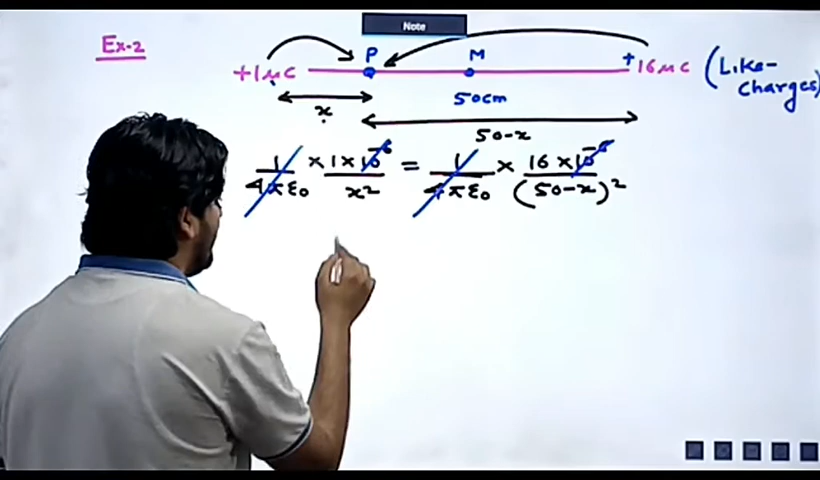 Note
Ex-2
P M
+1μC +16μC (Like-
charges)
50cm
x
50-x
1/4πε0 × 1×10^-6/x² = 1/4πε0 × 16×10^-6/(50-x)²